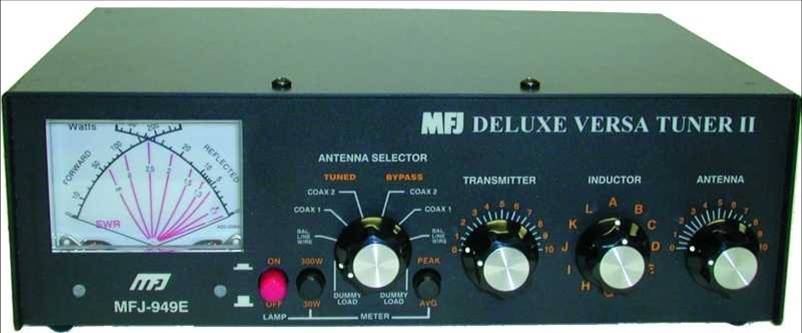 MFJ DELUXE VERSA TUNER II
Watts
200
FORWARD
REFLECTED
SWR
ANTENNA SELECTOR
TUNED BYPASS
COAX 2 COAX 2
COAX 1 COAX 1
BAL. LINE WIRE
BAL. LINE WIRE
DUMMY LOAD
DUMMY LOAD
TRANSMITTER
0 1 2 3 4 5 6 7 8 9 10
INDUCTOR
A B C D E
G H I J K L
ANTENNA
0 1 2 3 4 5 6 7 8 9 10
MFJ
MFJ-949E
ON
OFF
LAMP
300W
30W
METER
PEAK
AVG